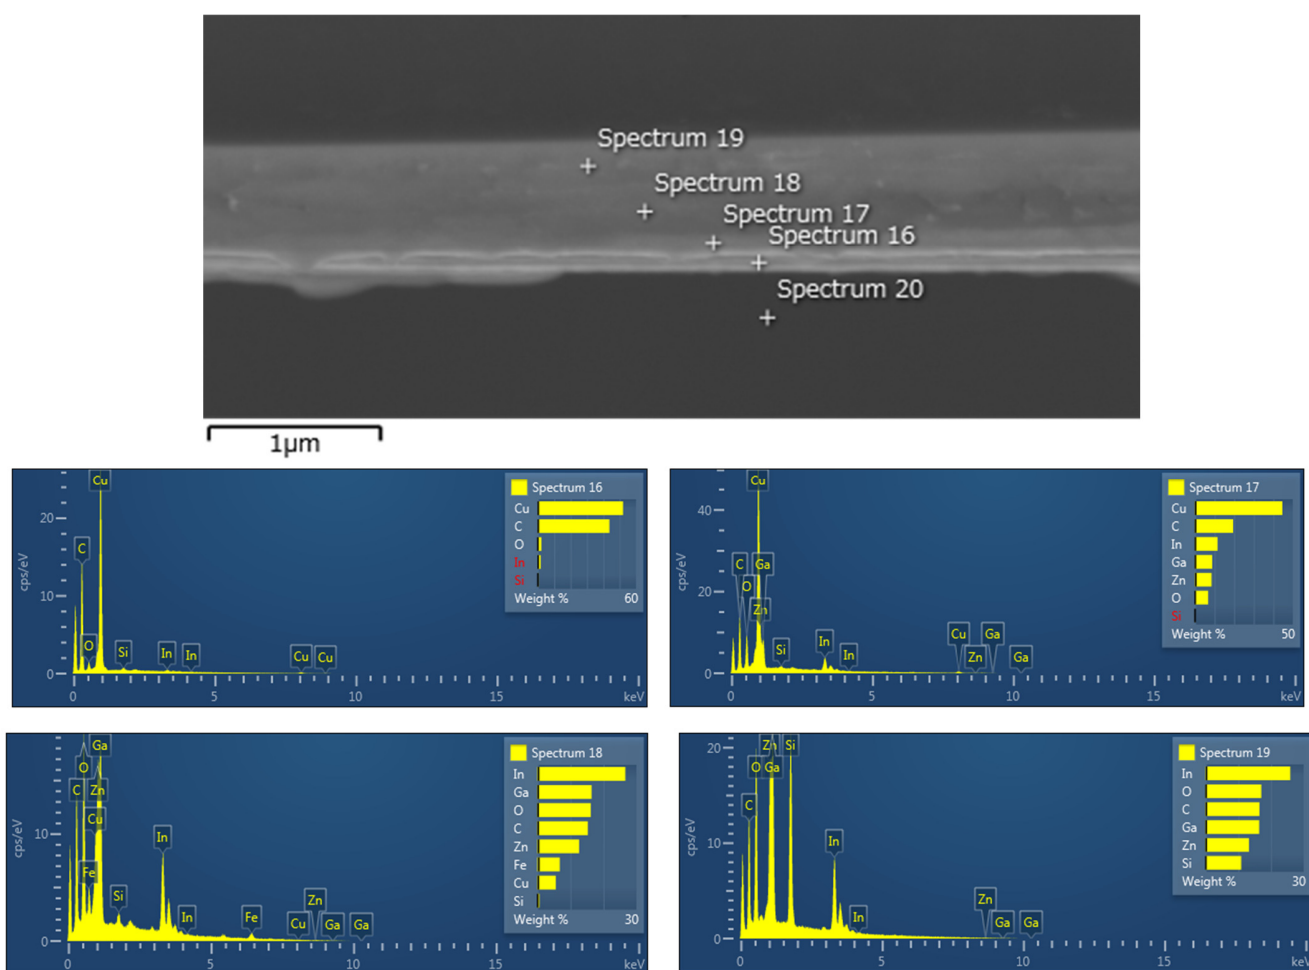 Spectrum 19
Spectrum 18
Spectrum 17
Spectrum 16
Spectrum 20
1μm
cps/eV
20
10
0
Cu
C
O
Si
In
In
Cu
Cu
0
5
10
15
keV
Spectrum 16
Cu
C
O
In
Si
Weight %
60
cps/eV
40
20
0
Cu
C
Ga
O
Zn
Si
In
In
Cu
Ga
Zn
Ga
0
5
10
15
keV
Spectrum 17
Cu
C
In
Ga
Zn
O
Si
Weight %
50
cps/eV
10
0
Ga
O
C
Zn
Cu
Fe
Si
In
In
Fe
Cu
Zn
Ga
Ga
0
5
10
15
keV
Spectrum 18
In
Ga
O
C
Zn
Fe
Cu
Si
Weight %
30
cps/eV
20
10
0
Zn
Si
O
Ga
C
In
In
Zn
Ga
Ga
0
5
10
15
keV
Spectrum 19
In
O
C
Ga
Zn
Si
Weight %
30